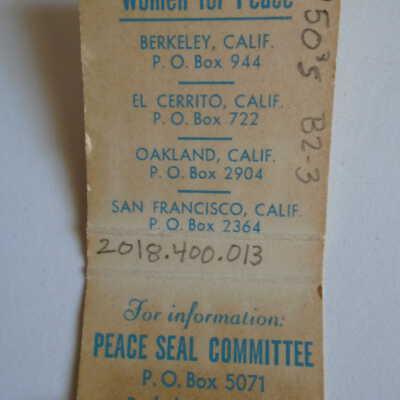 Women for Peace
BERKELEY, CALIF.
P. O. Box 944
EL CERRITO, CALIF.
P. O. Box 722
OAKLAND, CALIF.
P. O. Box 2904
SAN FRANCISCO, CALIF.
P. O. Box 2364
2018.400.013
For information:
PEACE SEAL COMMITTEE
P. O. Box 5071
50's B2-3